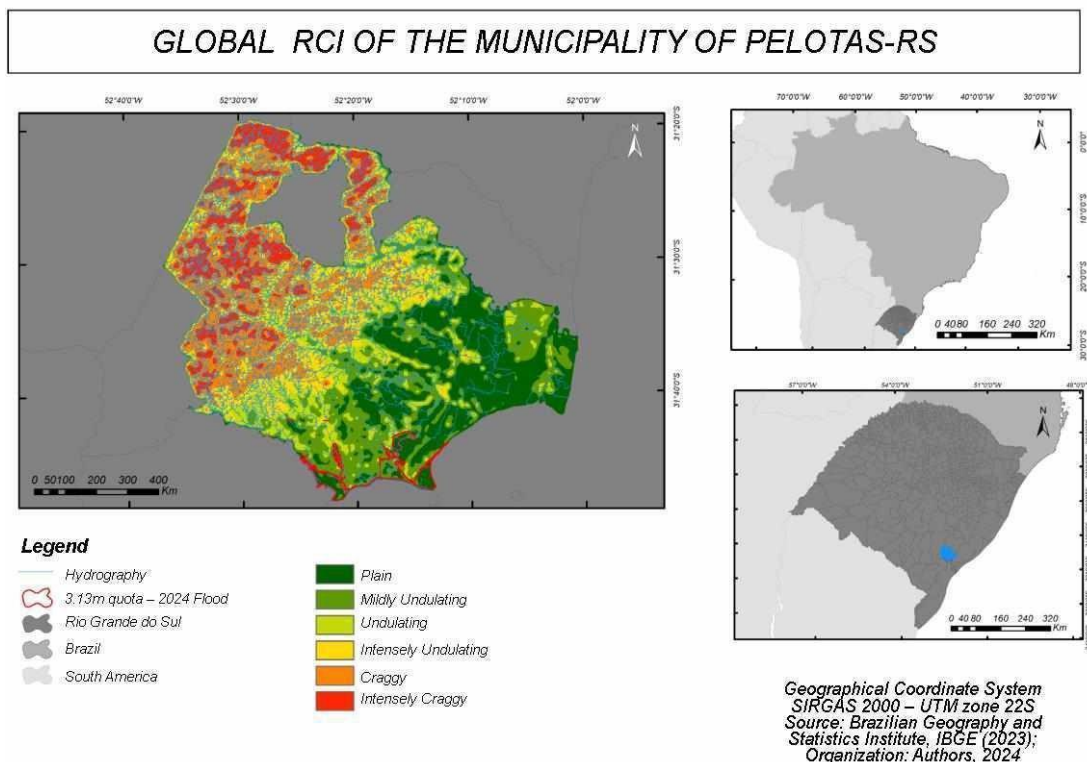 GLOBAL RCI OF THE MUNICIPALITY OF PELOTAS-RS
52°40'0"W 52°30'0"W 52°20'0"W 52°10'0"W 52°0'0"W
31°20'0"S
31°30'0"S
31°40'0"S
N
0 50100 200 300 400
Km
70°0'0"W 60°0'0"W 50°0'0"W 40°0'0"W 30°0'0"W
N
0°0'0"
10°0'0"S
20°0'0"S
30°0'0"S
0 4080 160 240 320
Km
57°0'0"W 54°0'0"W 51°0'0"W
N
0 4080 160 240 320
Km
Legend
Hydrography
3.13m quota – 2024 Flood
Rio Grande do Sul
Brazil
South America
Plain
Mildly Undulating
Undulating
Intensely Undulating
Craggy
Intensely Craggy
Geographical Coordinate System
SIRGAS 2000 – UTM zone 22S
Source: Brazilian Geography and
Statistics Institute, IBGE (2023);
Organization: Authors, 2024